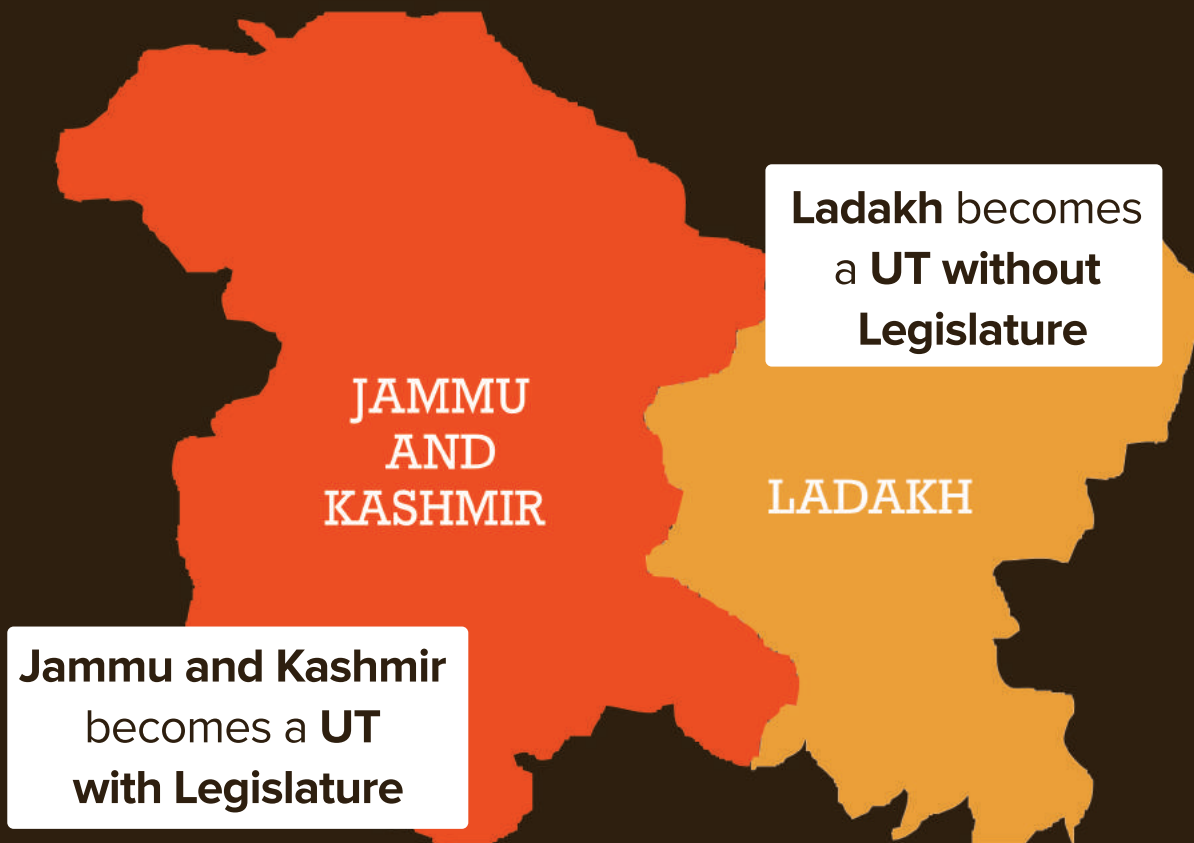 Ladakh becomes
a UT without
Legislature
JAMMU
AND
KASHMIR
LADAKH
Jammu and Kashmir
becomes a UT
with Legislature